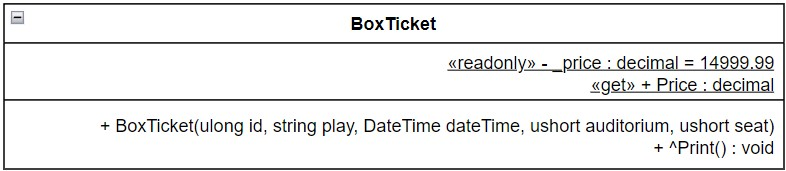 BoxTicket
«readonly» - _price : decimal = 14999.99
«get» + Price : decimal
+ BoxTicket(ulong id, string play, DateTime dateTime, ushort auditorium, ushort seat)
+ ^Print() : void